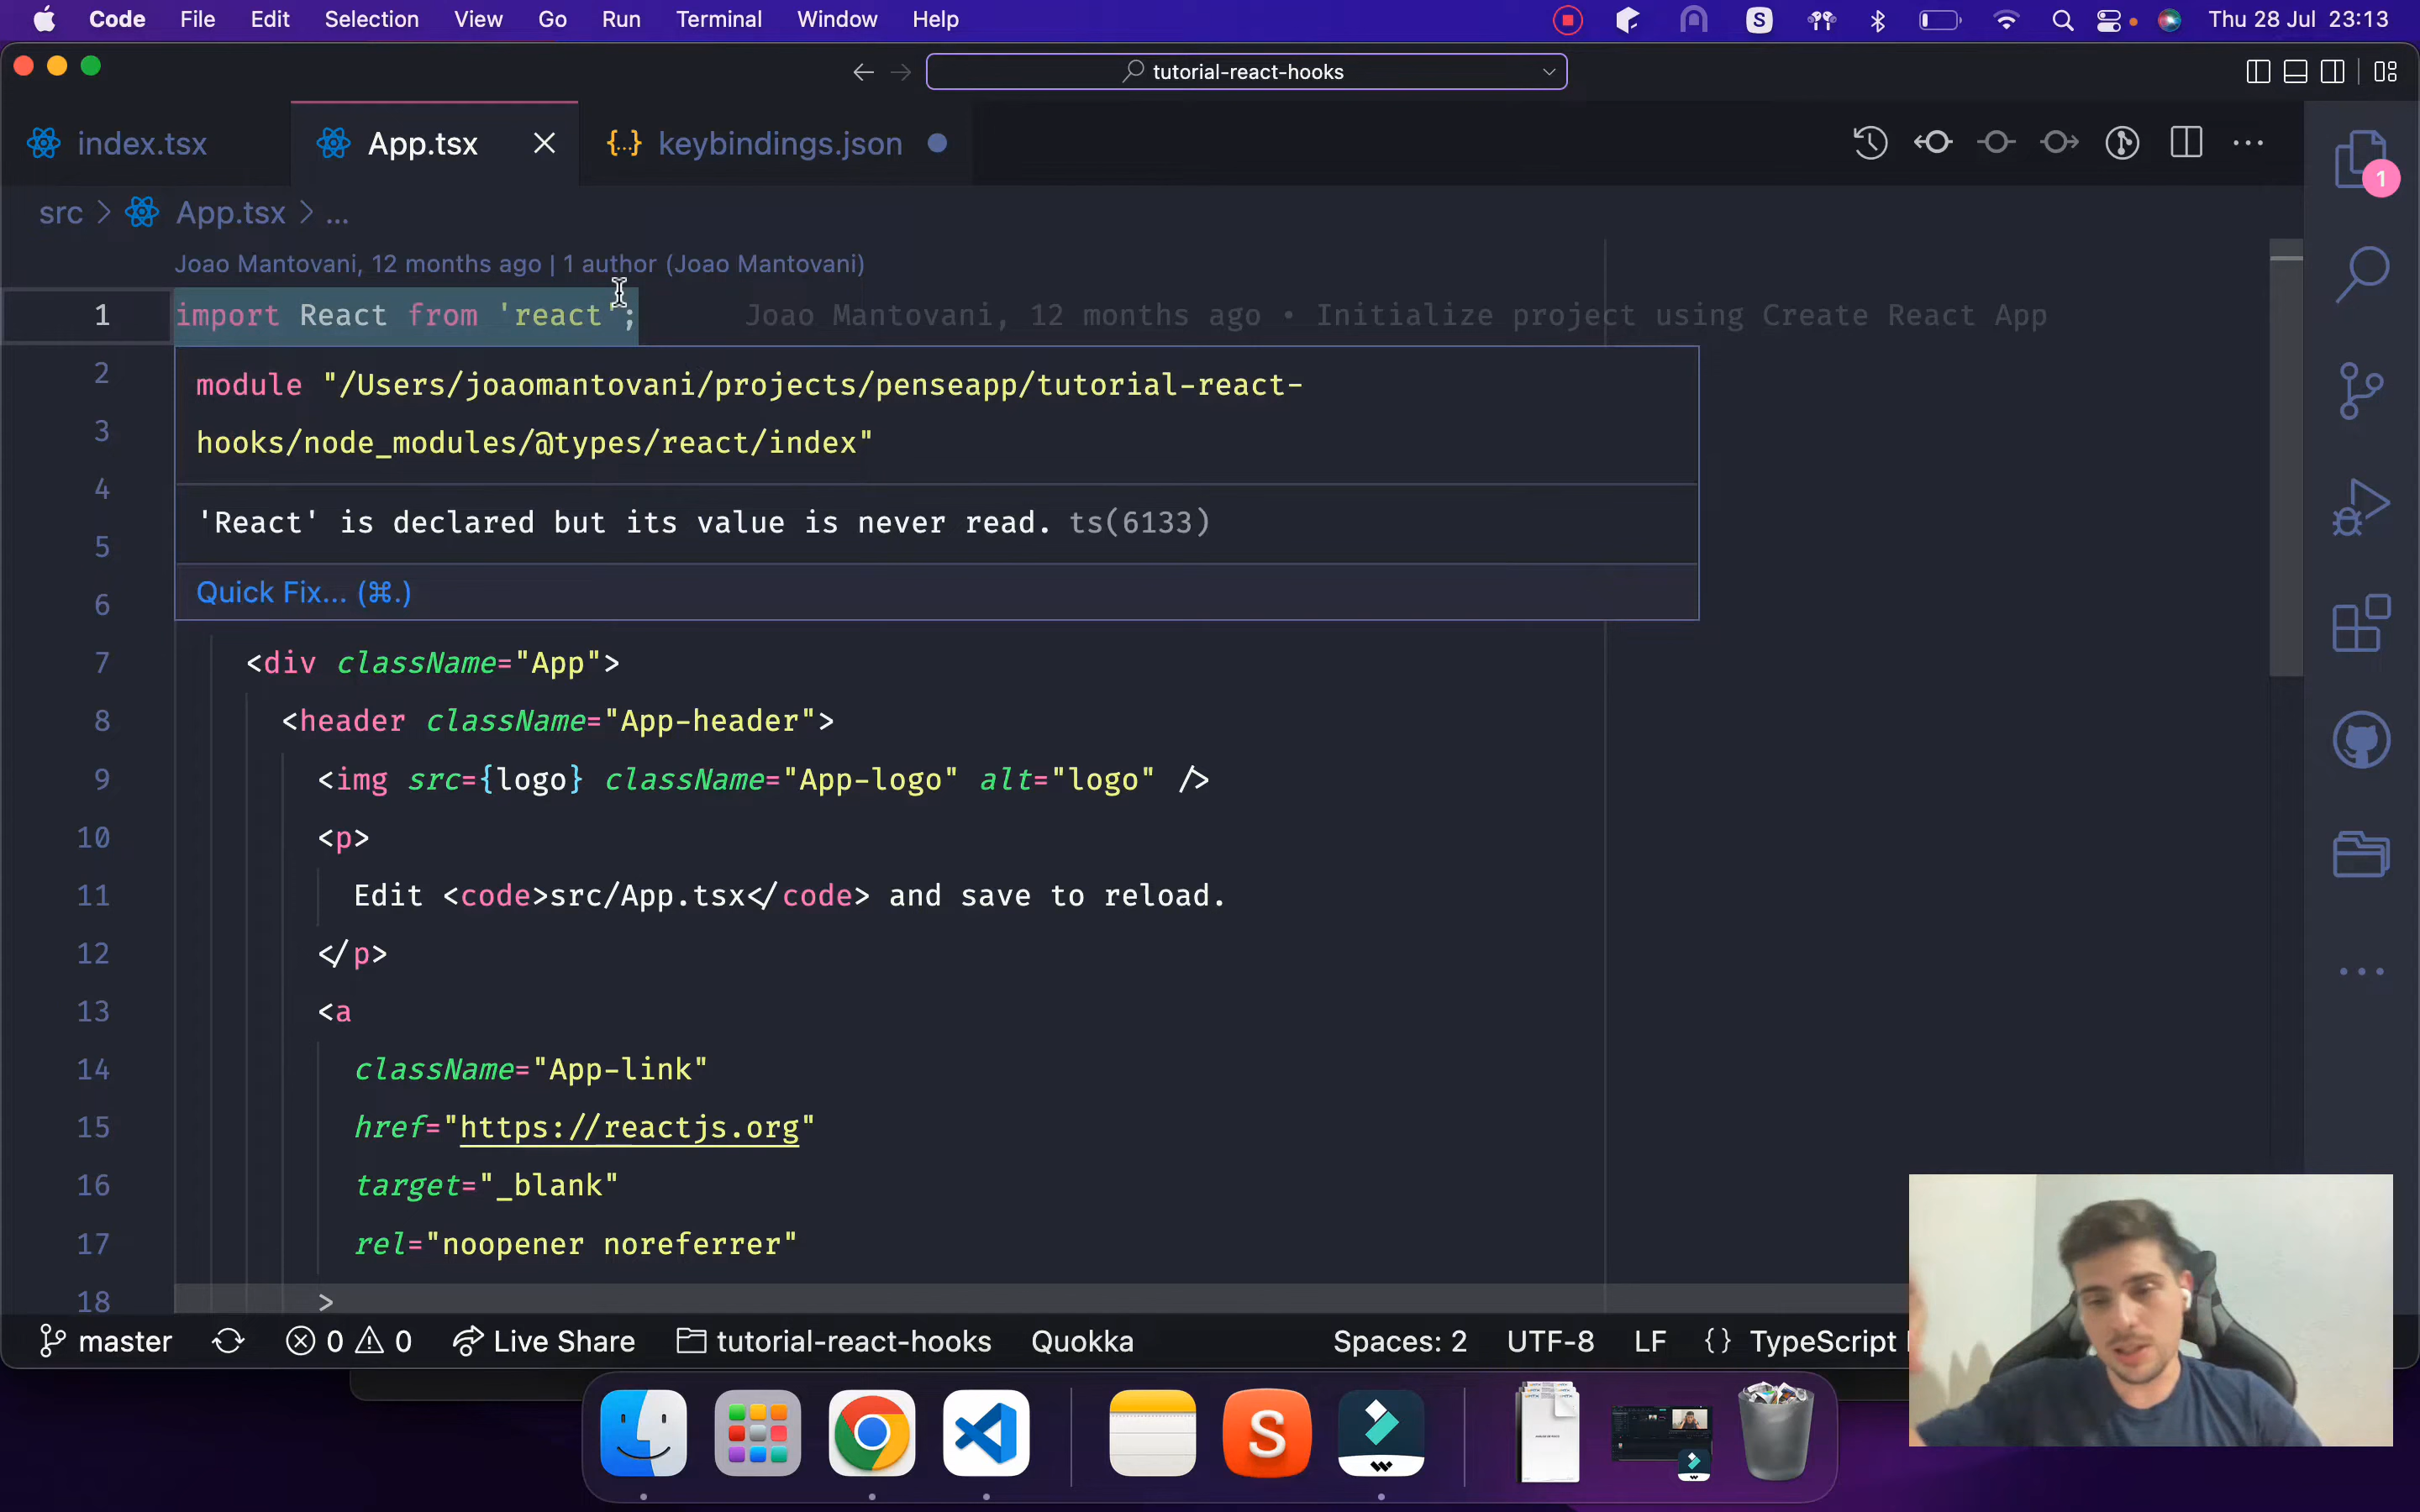 Code File Edit Selection View Go Run Terminal Window Help
S
Thu 28 Jul 23:13
tutorial-react-hooks
index.tsx
App.tsx
{...} keybindings.json
1
src > App.tsx > ...
Joao Mantovani, 12 months ago | 1 author (Joao Mantovani)
1 import React from 'react'; Joao Mantovani, 12 months ago • Initialize project using Create React App
2
module "/Users/joaomantovani/projects/penseapp/tutorial-react-
3
hooks/node_modules/@types/react/index"
4
'React' is declared but its value is never read. ts(6133)
5
6
Quick Fix... (⌘.)
7 <div className="App">
8 <header className="App-header">
9 <img src={logo} className="App-logo" alt="logo" />
10 <p>
11 Edit <code>src/App.tsx</code> and save to reload.
12 </p>
13 <a
14 className="App-link"
15 href="https://reactjs.org"
16 target="_blank"
17 rel="noopener noreferrer"
18 >
master 0 0 Live Share tutorial-react-hooks Quokka Spaces: 2 UTF-8 LF {} TypeScript
S